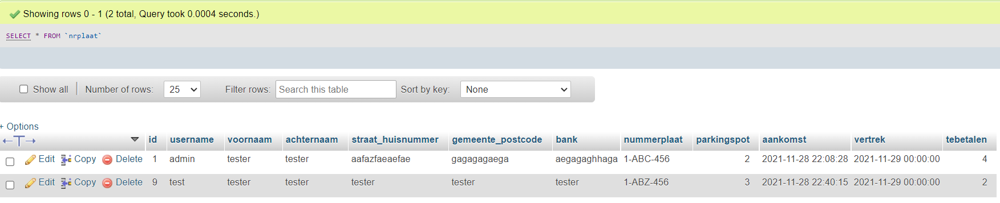 Showing rows 0 - 1 (2 total, Query took 0.0004 seconds.)
SELECT * FROM `nrplaat`
Show all Number of rows: 25 Filter rows: Search this table Sort by key: None
+ Options
←T→ id username voornaam achternaam straat_huisnummer gemeente_postcode bank nummerplaat parkingspot aankomst vertrek tebetalen
Edit Copy Delete 1 admin tester tester aafazfaeaefae gagagagaega aegagaghhaga 1-ABC-456 2 2021-11-28 22:08:28 2021-11-29 00:00:00 4
Edit Copy Delete 9 test tester tester tester tester tester 1-ABZ-456 3 2021-11-28 22:40:15 2021-11-29 00:00:00 2